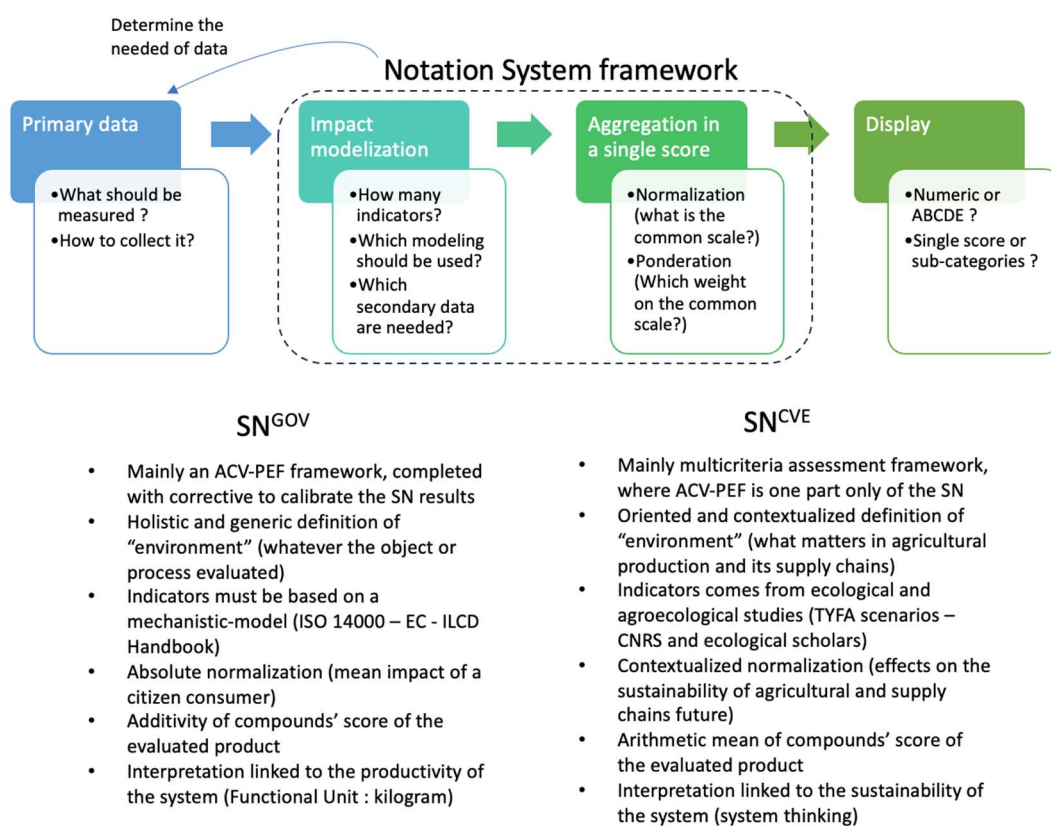 Determine the
needed of data
Notation System framework
Primary data
•What should be
measured ?
•How to collect it?
Impact
modelization
•How many
indicators?
•Which modeling
should be used?
•Which
secondary data
are needed?
Aggregation in
a single score
•Normalization
(what is the
common scale?)
•Ponderation
(Which weight
on the common
scale?)
Display
•Numeric or
ABCDE ?
•Single score or
sub-categories ?
SN^GOV
• Mainly an ACV-PEF framework, completed
with corrective to calibrate the SN results
• Holistic and generic definition of
“environment” (whatever the object or
process evaluated)
• Indicators must be based on a
mechanistic-model (ISO 14000 – EC - ILCD
Handbook)
• Absolute normalization (mean impact of a
citizen consumer)
• Additivity of compounds’ score of the
evaluated product
• Interpretation linked to the productivity of
the system (Functional Unit : kilogram)
SN^CVE
• Mainly multicriteria assessment framework,
where ACV-PEF is one part only of the SN
• Oriented and contextualized definition of
“environment” (what matters in agricultural
production and its supply chains)
• Indicators comes from ecological and
agroecological studies (TYFA scenarios –
CNRS and ecological scholars)
• Contextualized normalization (effects on the
sustainability of agricultural and supply
chains future)
• Arithmetic mean of compounds’ score of
the evaluated product
• Interpretation linked to the sustainability of
the system (system thinking)